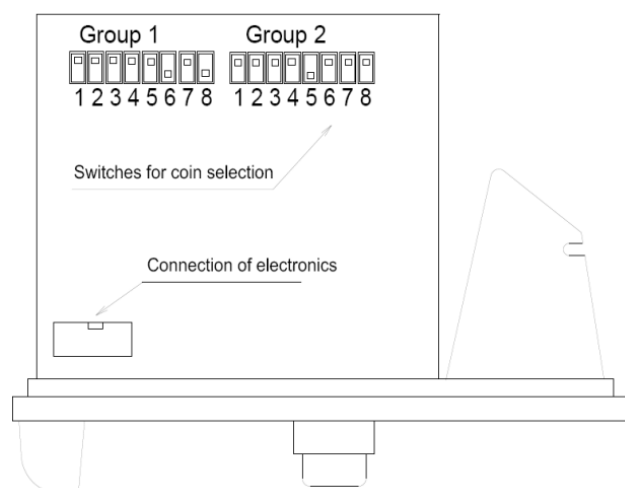 Group 1 Group 2
1 2 3 4 5 6 7 8 1 2 3 4 5 6 7 8
Switches for coin selection
Connection of electronics